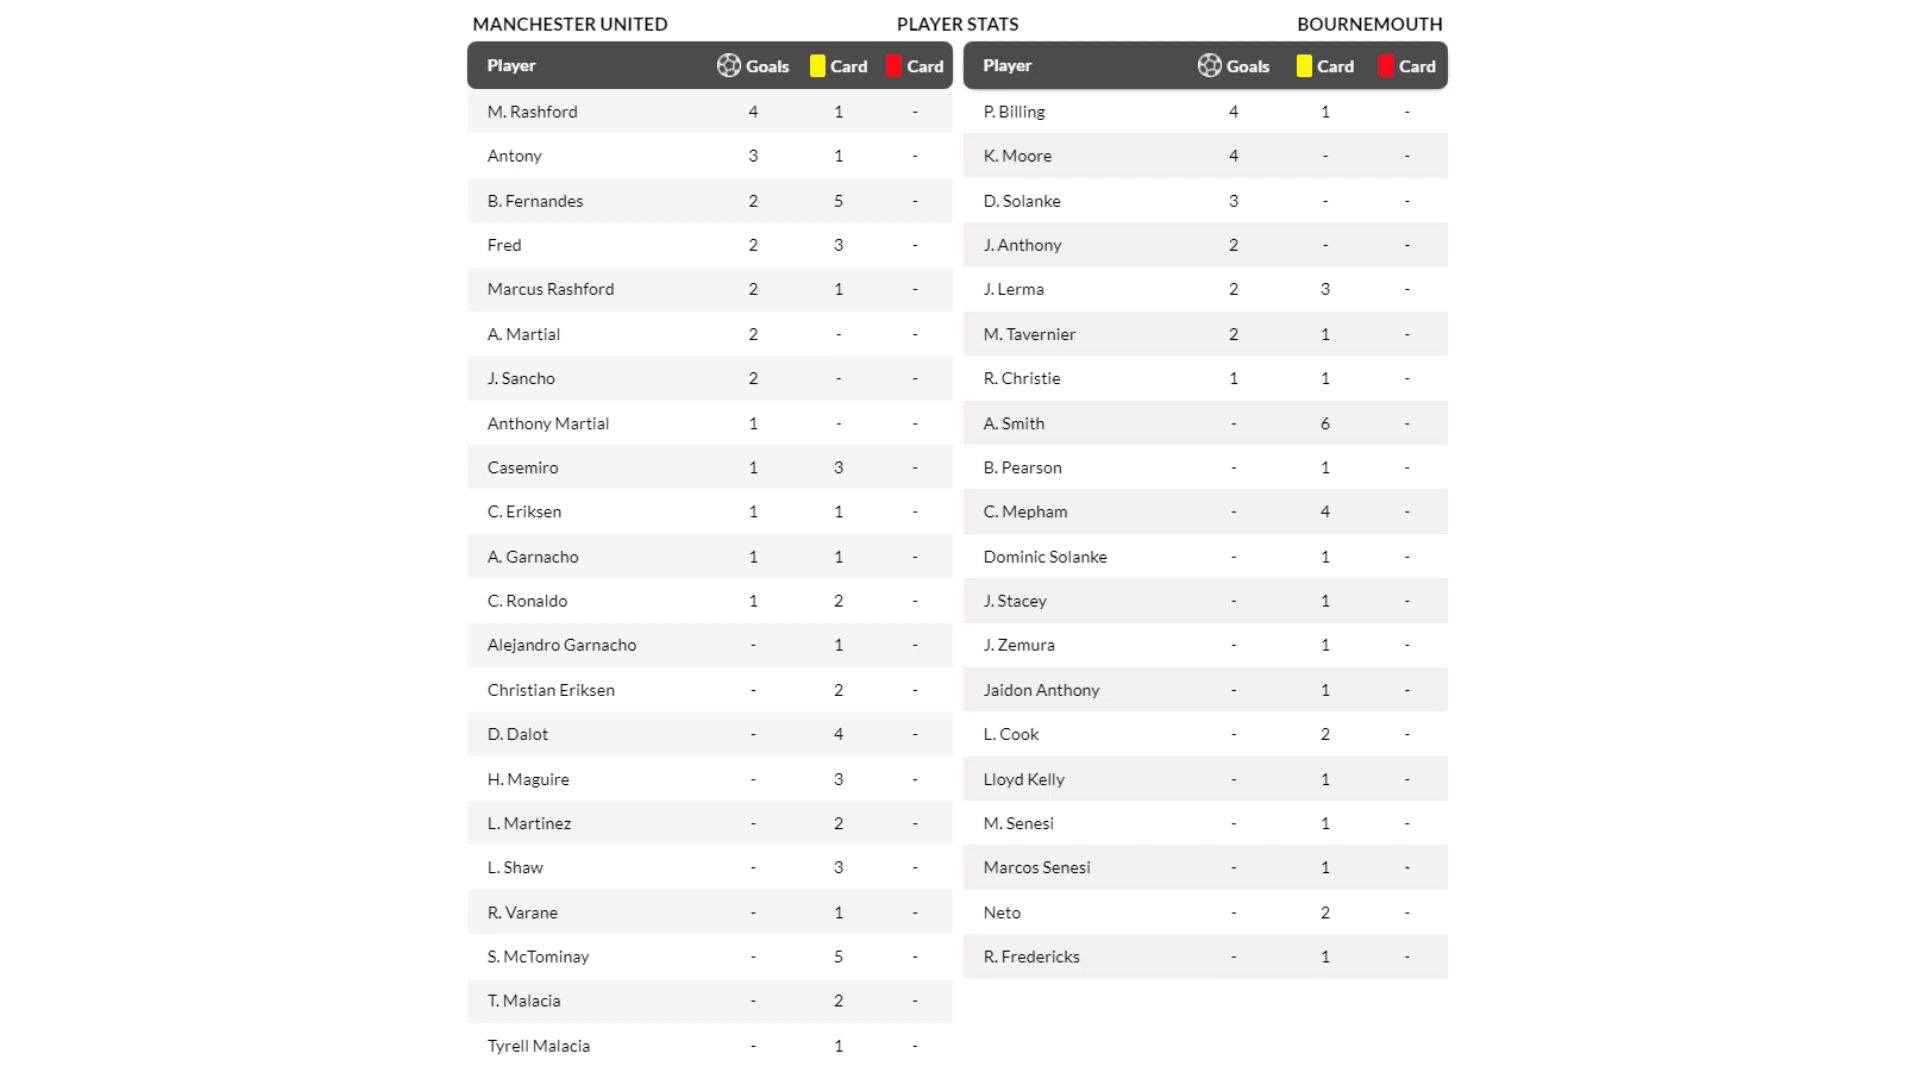 MANCHESTER UNITED PLAYER STATS BOURNEMOUTH
Player Goals Card Card Player Goals Card Card
M. Rashford 4 1 - P. Billing 4 1 -
Antony 3 1 - K. Moore 4 - -
B. Fernandes 2 5 - D. Solanke 3 - -
Fred 2 3 - J. Anthony 2 - -
Marcus Rashford 2 1 - J. Lerma 2 3 -
A. Martial 2 - - M. Tavernier 2 1 -
J. Sancho 2 - - R. Christie 1 1 -
Anthony Martial 1 - - A. Smith - 6 -
Casemiro 1 3 - B. Pearson - 1 -
C. Eriksen 1 1 - C. Mepham - 4 -
A. Garnacho 1 1 - Dominic Solanke - 1 -
C. Ronaldo 1 2 - J. Stacey - 1 -
Alejandro Garnacho - 1 - J. Zemura - 1 -
Christian Eriksen - 2 - Jaidon Anthony - 1 -
D. Dalot - 4 - L. Cook - 2 -
H. Maguire - 3 - Lloyd Kelly - 1 -
L. Martinez - 2 - M. Senesi - 1 -
L. Shaw - 3 - Marcos Senesi - 1 -
R. Varane - 1 - Neto - 2 -
S. McTominay - 5 - R. Fredericks - 1 -
T. Malacia - 2 -
Tyrell Malacia - 1 -